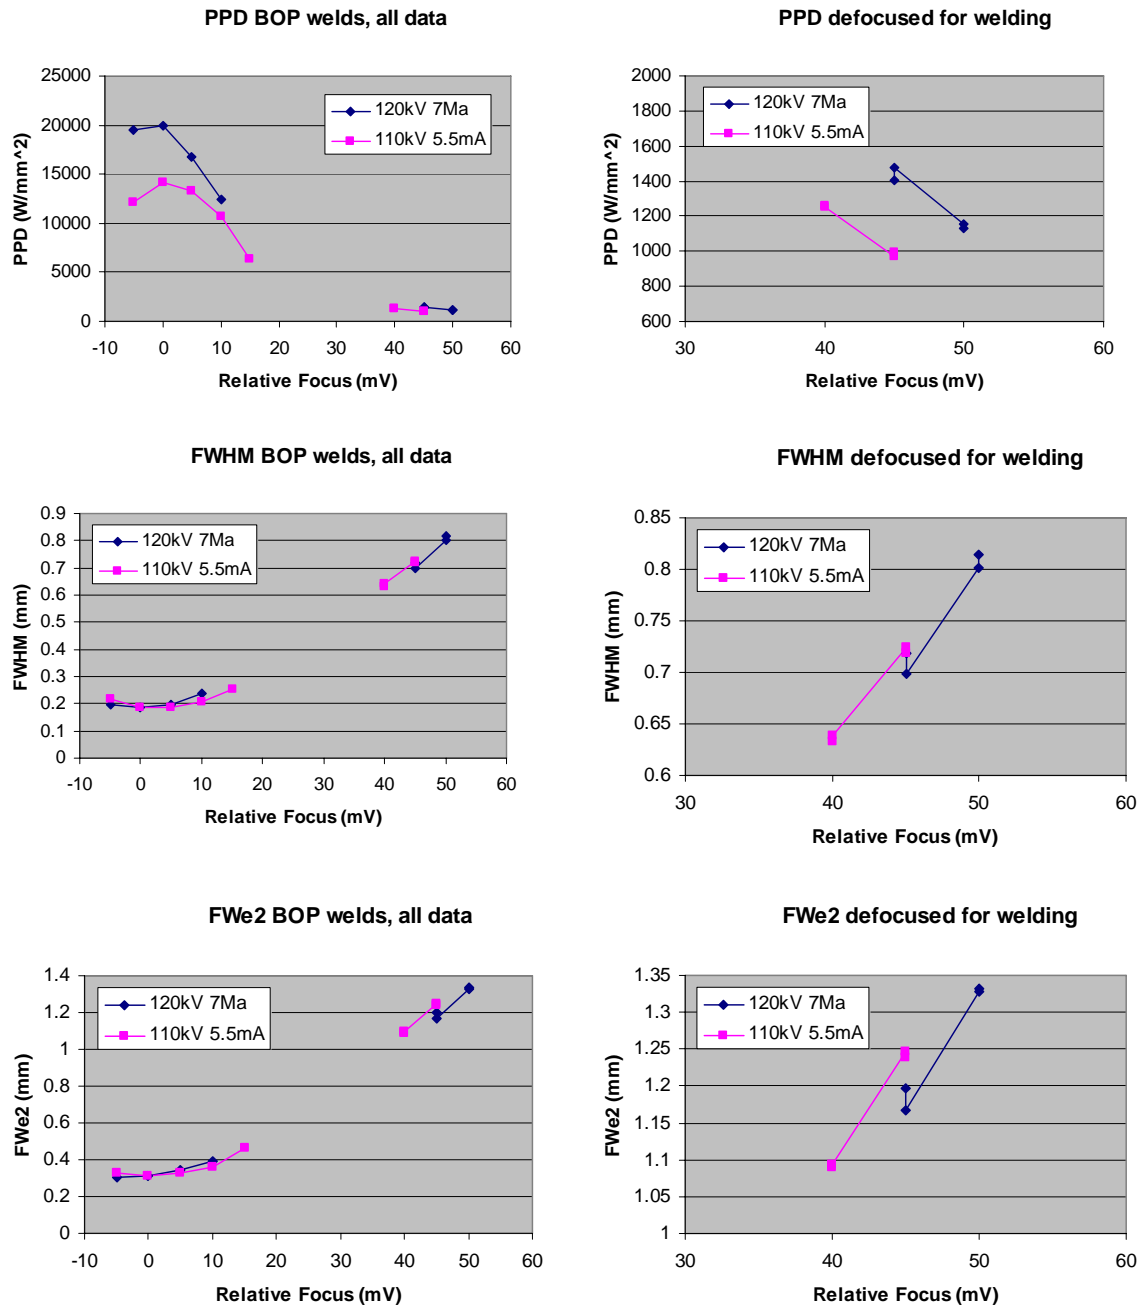 PPD BOP welds, all data
25000
20000
15000
10000
5000
0
PPD (W/mm^2)
120kV 7Ma
110kV 5.5mA
-10 0 10 20 30 40 50 60
Relative Focus (mV)
PPD defocused for welding
2000
1800
1600
1400
1200
1000
800
600
PPD (W/mm^2)
120kV 7Ma
110kV 5.5mA
30 40 50 60
Relative Focus (mV)
FWHM BOP welds, all data
0.9
0.8
0.7
0.6
0.5
0.4
0.3
0.2
0.1
0
FWHM (mm)
120kV 7Ma
110kV 5.5mA
-10 0 10 20 30 40 50 60
Relative Focus (mV)
FWHM defocused for welding
0.85
0.8
0.75
0.7
0.65
0.6
FWHM (mm)
120kV 7Ma
110kV 5.5mA
30 40 50 60
Relative Focus (mV)
FWe2 BOP welds, all data
1.4
1.2
1
0.8
0.6
0.4
0.2
0
FWe2 (mm)
120kV 7Ma
110kV 5.5mA
-10 0 10 20 30 40 50 60
Relative Focus (mV)
FWe2 defocused for welding
1.35
1.3
1.25
1.2
1.15
1.1
1.05
1
FWe2 (mm)
120kV 7Ma
110kV 5.5mA
30 40 50 60
Relative Focus (mV)